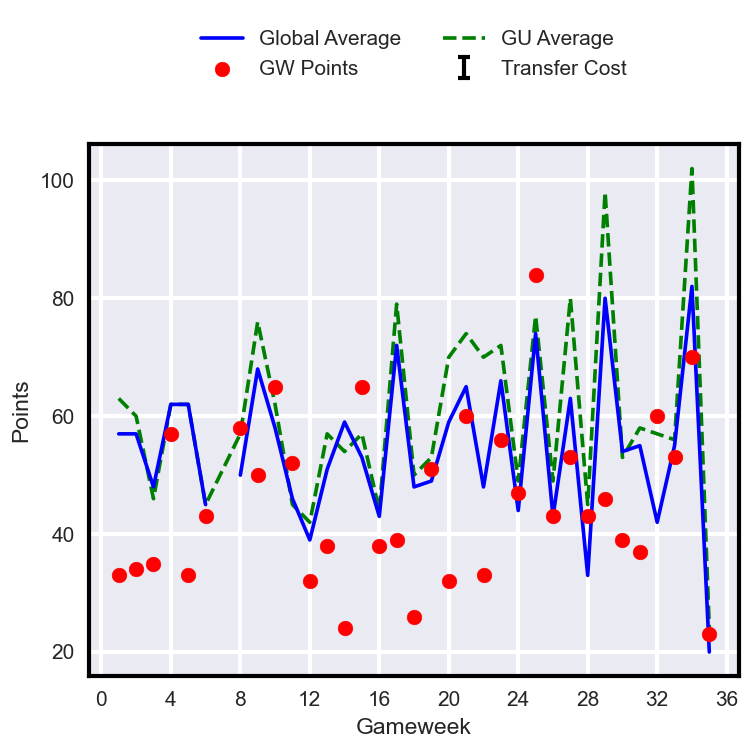 Global Average
GU Average
GW Points
Transfer Cost
100
80
60
40
20
Points
0 4 8 12 16 20 24 28 32 36
Gameweek